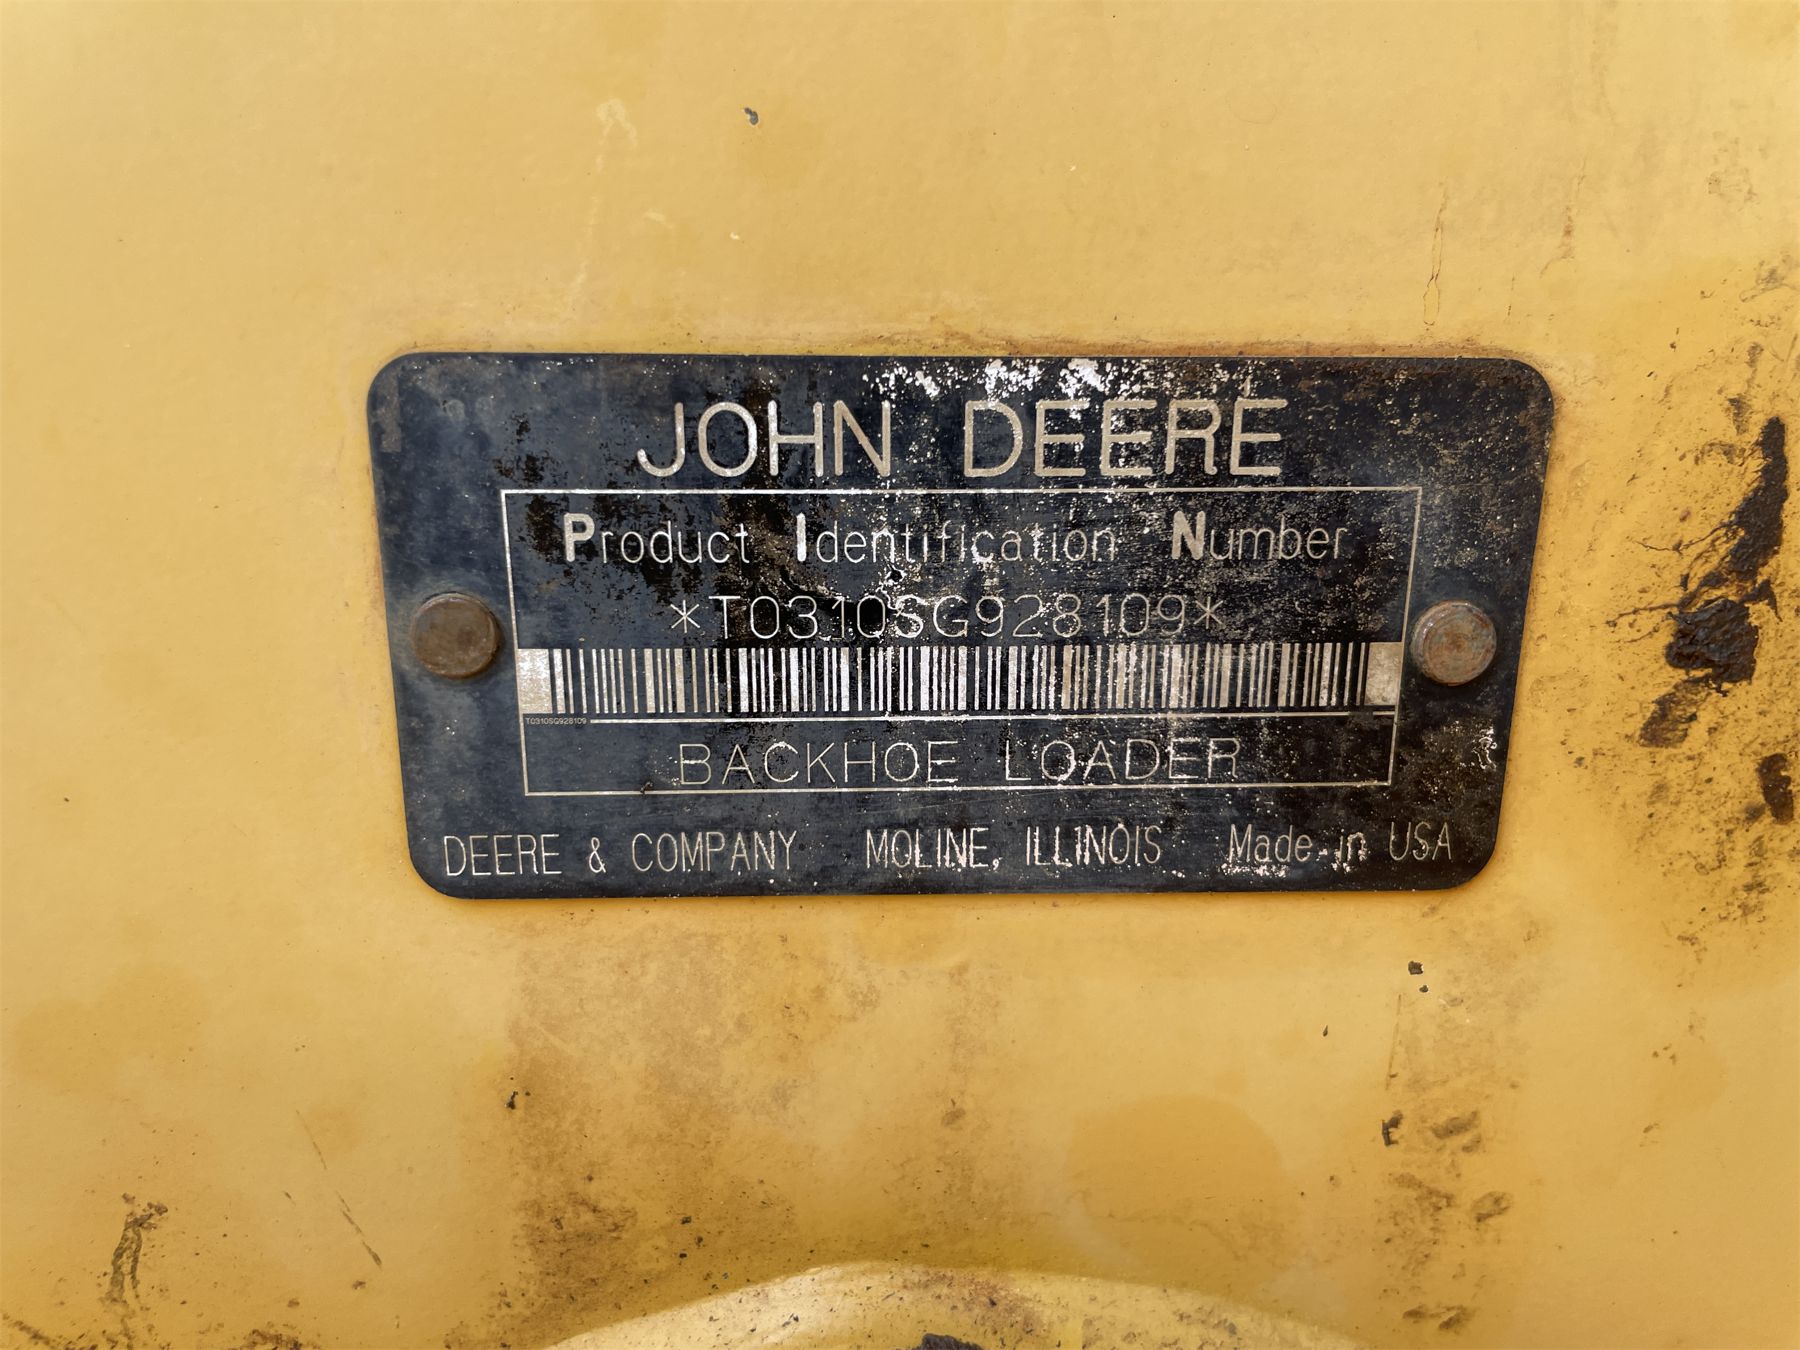 JOHN DEERE
Product Identification Number
*T0310SG928109*
T0310SG928109
BACKHOE LOADER
DEERE & COMPANY MOLINE, ILLINOIS Made in USA